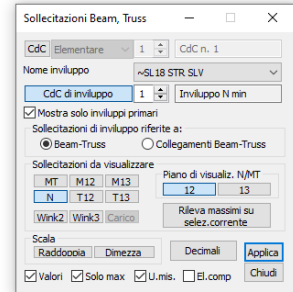 Sollecitazioni Beam, Truss
CdC Elementare 1 CdC n. 1
Nome inviluppo ~SL18 STR SLV
CdC di inviluppo 1 Inviluppo N min
Mostra solo inviluppi primari
Sollecitazioni di inviluppo riferite a:
Beam-Truss Collegamenti Beam-Truss
Sollecitazioni da visualizzare
Piano di visualiz. N/MT
MT M12 M13
N T12 T13
12 13
Wink2 Wink3 Carico
Rileva massimi su
selez.corrente
Scala
Raddoppia Dimezza
Decimali Applica
Chiudi
Valori Solo max U.mis. El.comp